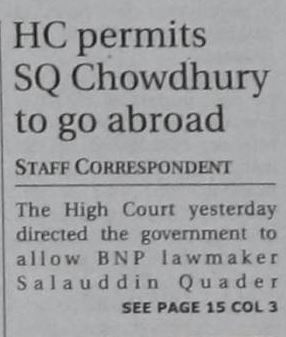 HC permits
SQ Chowdhury
to go abroad
STAFF CORRESPONDENT
The High Court yesterday
directed the government to
allow BNP lawmaker
Salauddin Quader
SEE PAGE 15 COL 3